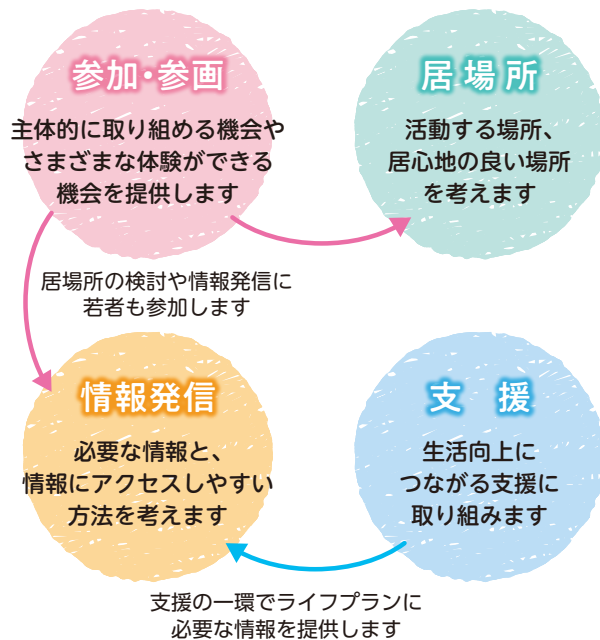 参加・参画
主体的に取り組める機会や
さまざまな体験ができる
機会を提供します
居場所
活動する場所、
居心地の良い場所
を考えます
居場所の検討や情報発信に
若者も参加します
情報発信
必要な情報と、
情報にアクセスしやすい
方法を考えます
支　援
生活向上に
つながる支援に
取り組みます
支援の一環でライフプランに
必要な情報を提供します